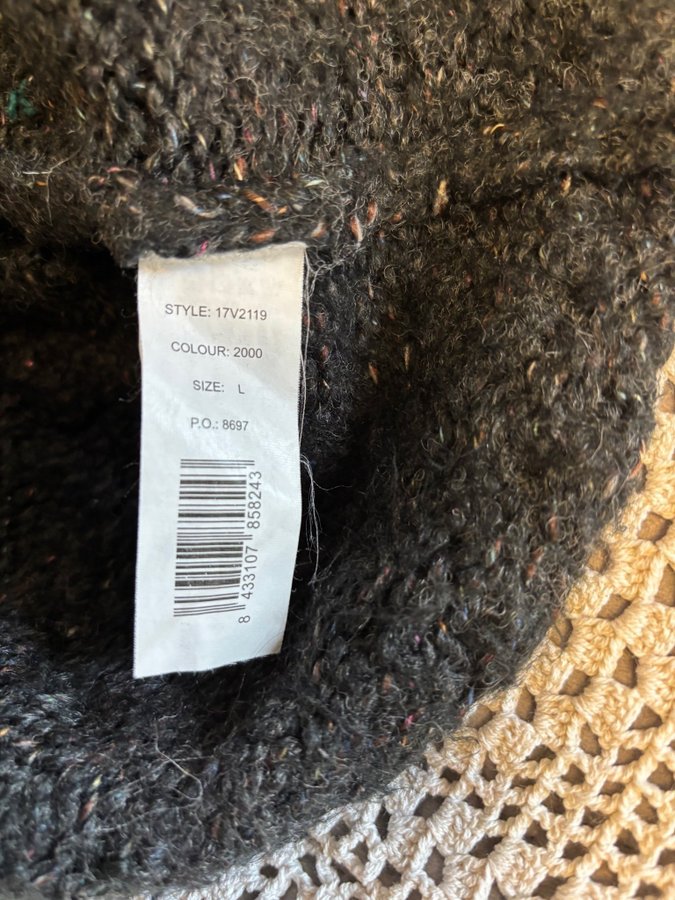 STYLE: 17V2119
COLOUR: 2000
SIZE: L
P.O.: 8697
8 433107 858243